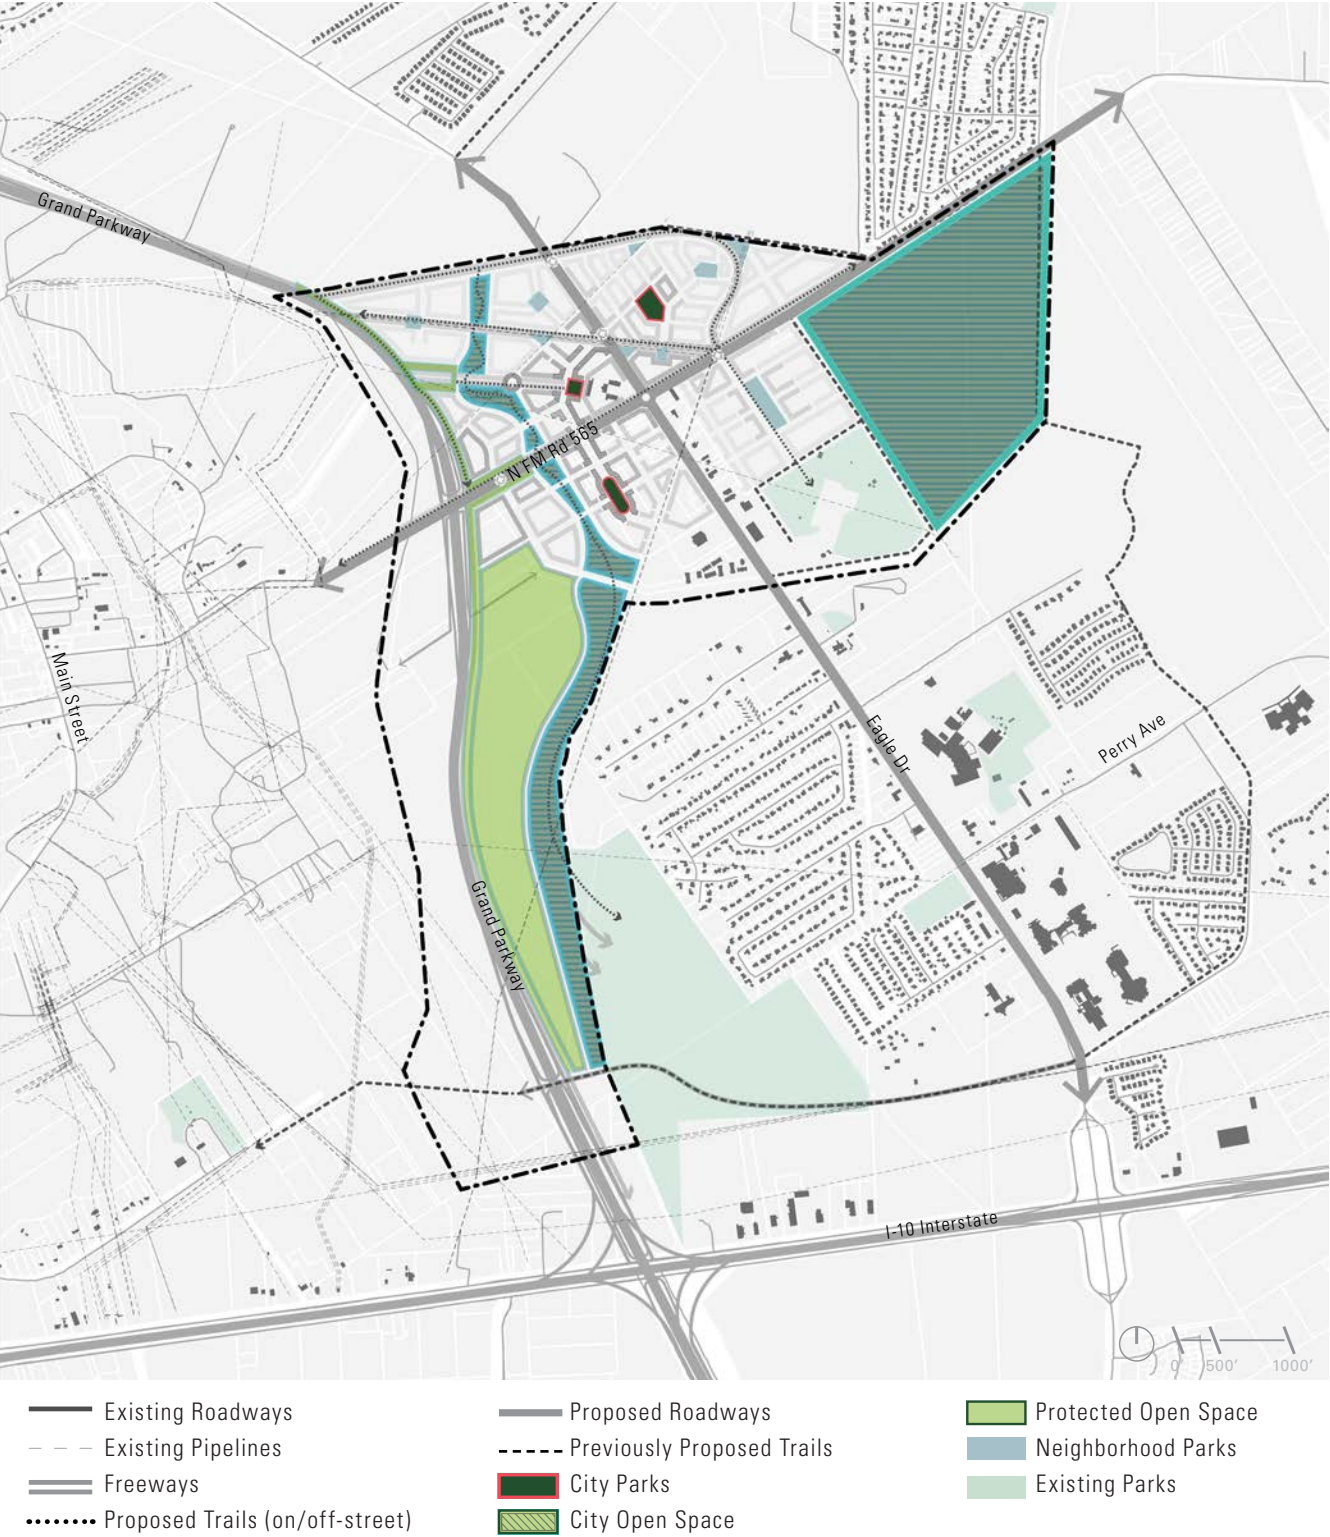 Grand Parkway
N FM Rd 565
Main Street
Eagle Dr
Perry Ave
Grand Parkway
I-10 Interstate
0' 500' 1000'
Existing Roadways
Existing Pipelines
Freeways
Proposed Trails (on/off-street)
Proposed Roadways
Previously Proposed Trails
City Parks
City Open Space
Protected Open Space
Neighborhood Parks
Existing Parks